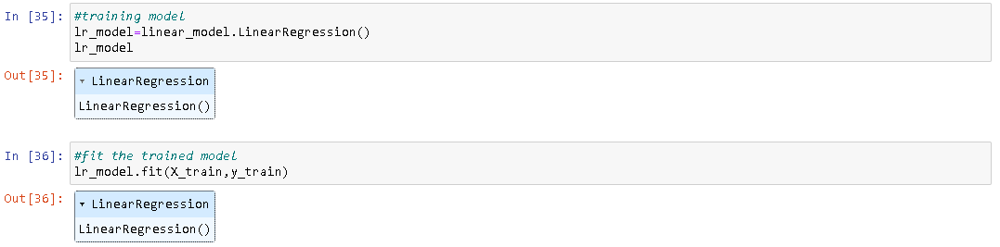 In [35]: #training model
lr_model=linear_model.LinearRegression()
lr_model
Out[35]: ▾ LinearRegression
LinearRegression()
In [36]: #fit the trained model
lr_model.fit(X_train,y_train)
Out[36]: ▾ LinearRegression
LinearRegression()